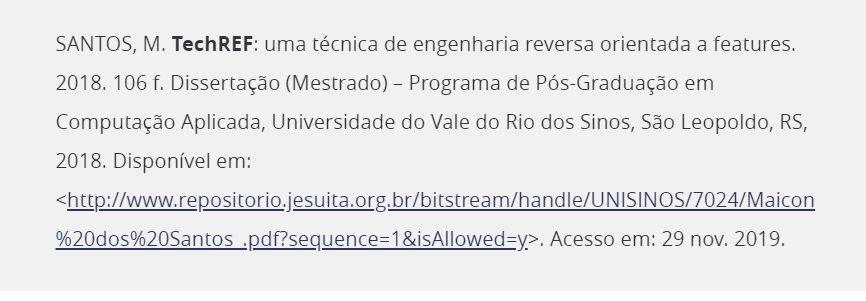 SANTOS, M. TechREF: uma técnica de engenharia reversa orientada a features.
2018. 106 f. Dissertação (Mestrado) – Programa de Pós-Graduação em
Computação Aplicada, Universidade do Vale do Rio dos Sinos, São Leopoldo, RS,
2018. Disponível em:
<http://www.repositorio.jesuita.org.br/bitstream/handle/UNISINOS/7024/Maicon
%20dos%20Santos_.pdf?sequence=1&isAllowed=y>. Acesso em: 29 nov. 2019.